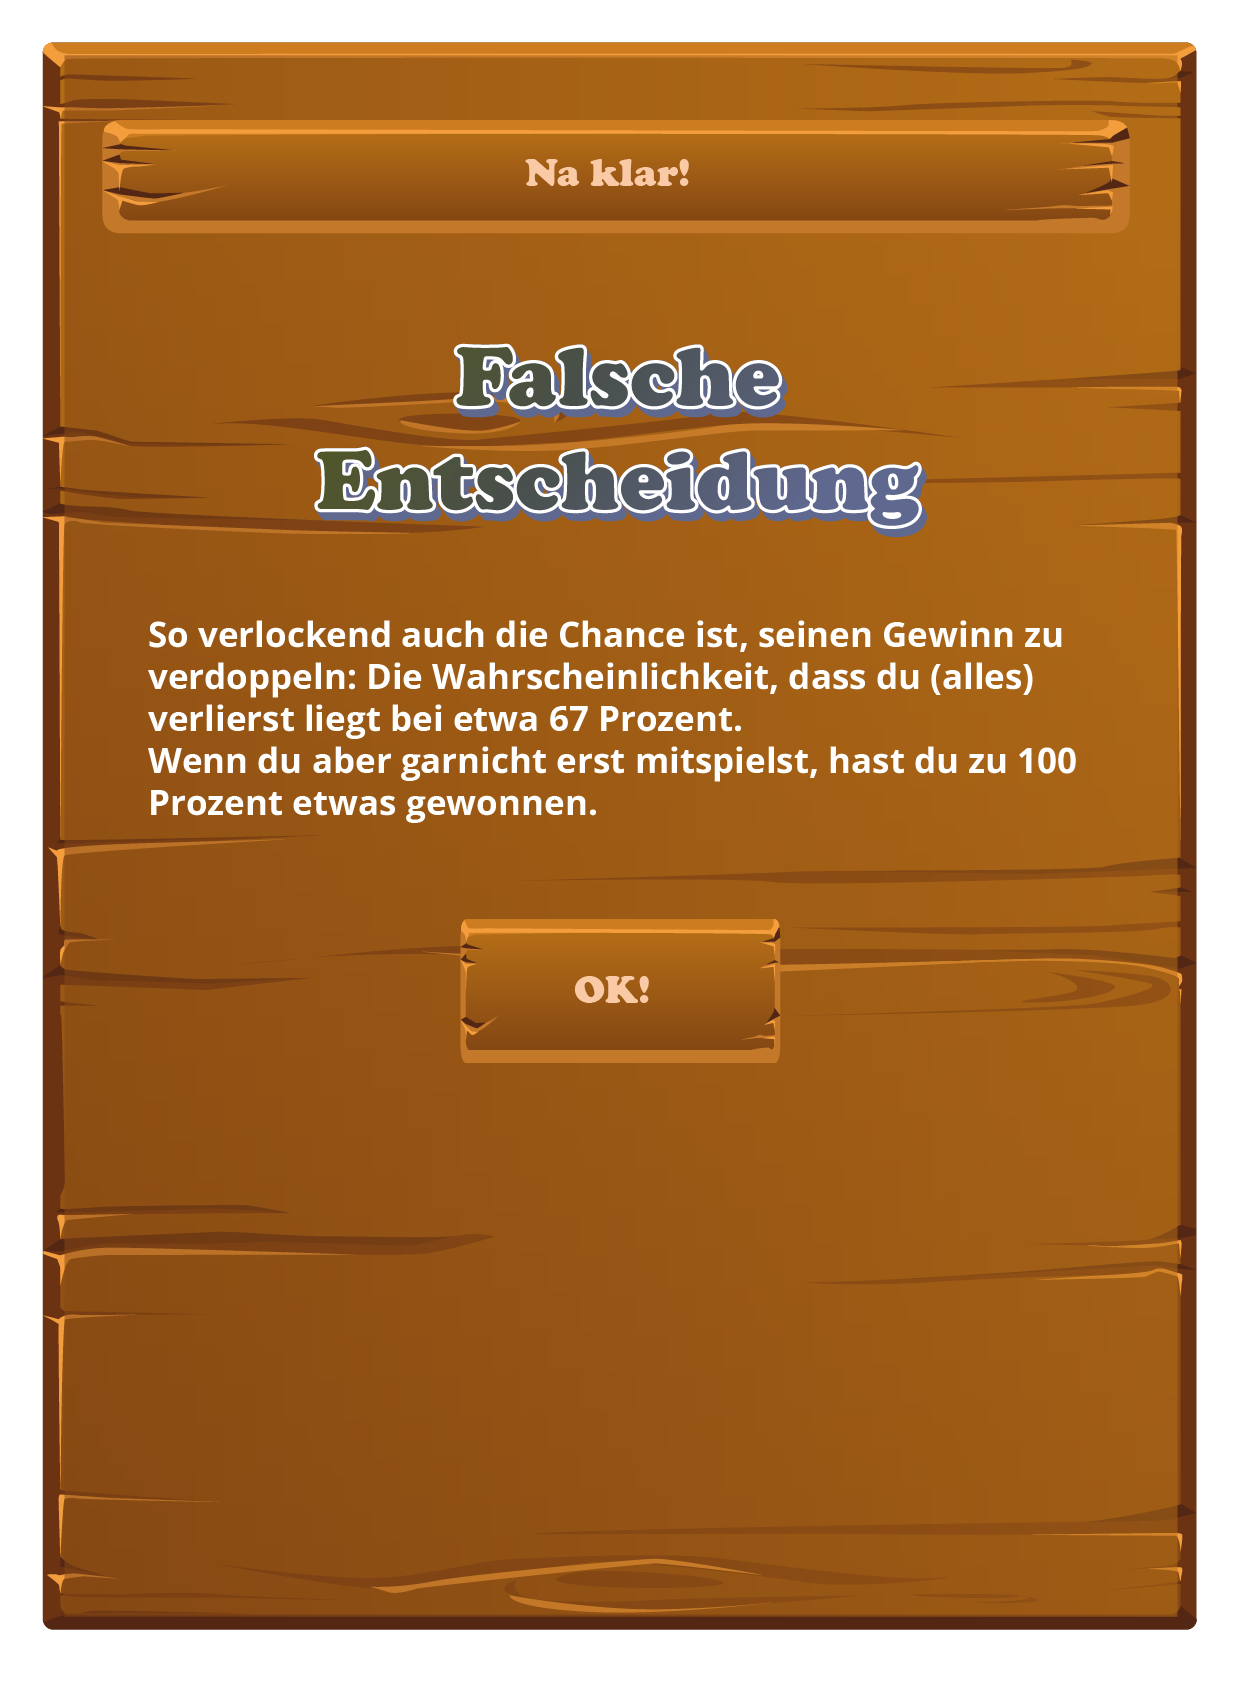 Na klar!
Falsche
Entscheidung
So verlockend auch die Chance ist, seinen Gewinn zu
verdoppeln: Die Wahrscheinlichkeit, dass du (alles)
verlierst liegt bei etwa 67 Prozent.
Wenn du aber garnicht erst mitspielst, hast du zu 100
Prozent etwas gewonnen.
OK!